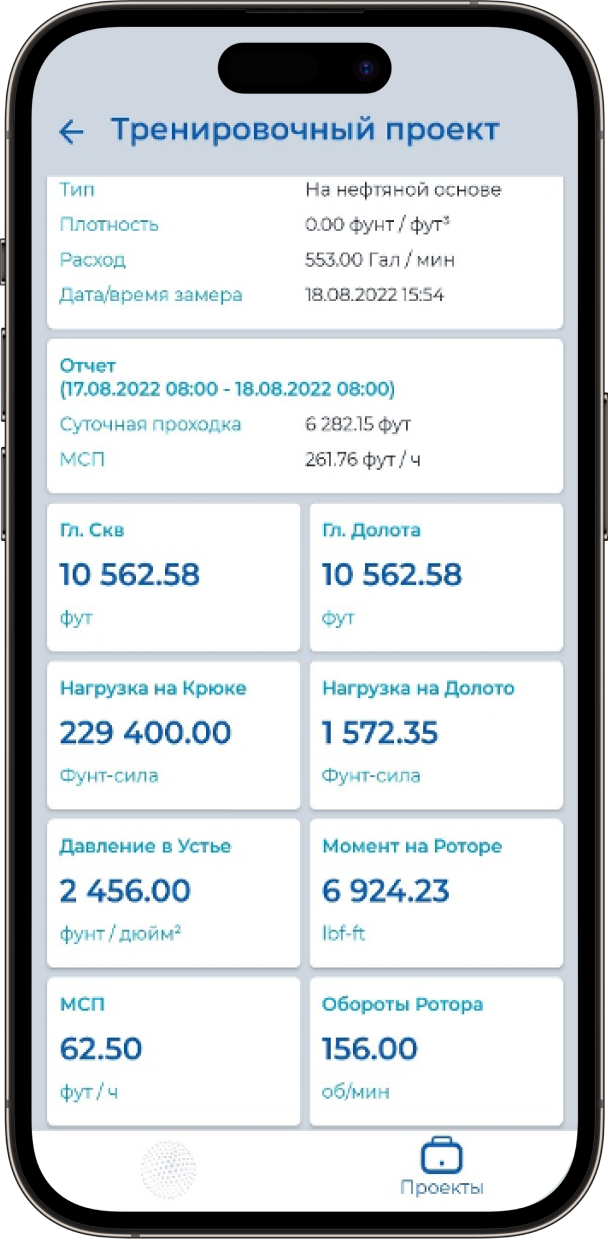 Тренировочный проект
Тип На нефтяной основе
Плотность 0.00 фунт / фут³
Расход 553.00 Гал / мин
Дата/время замера 18.08.2022 15:54
Отчет
(17.08.2022 08:00 - 18.08.2022 08:00)
Суточная проходка 6 282.15 фут
МСП 261.76 фут / ч
Гл. Скв Гл. Долота
10 562.58 10 562.58
фут фут
Нагрузка на Крюке Нагрузка на Долото
229 400.00 1 572.35
Фунт-сила Фунт-сила
Давление в Устье Момент на Роторе
2 456.00 6 924.23
фунт / дюйм² lbf-ft
МСП Обороты Ротора
62.50 156.00
фут / ч об/мин
Проекты